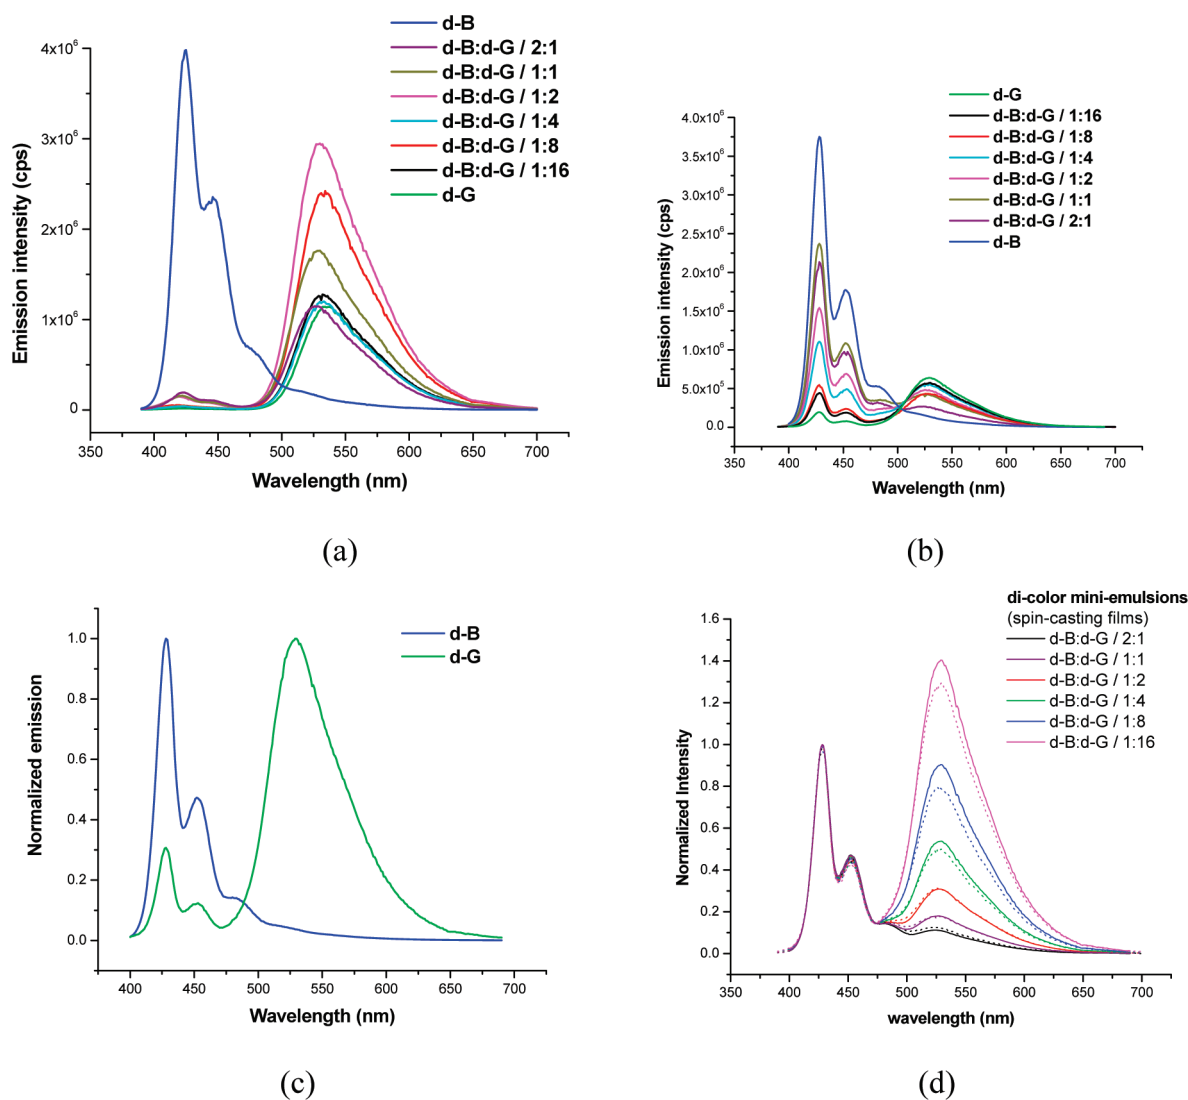 d-B
d-B:d-G / 2:1
d-B:d-G / 1:1
d-B:d-G / 1:2
d-B:d-G / 1:4
d-B:d-G / 1:8
d-B:d-G / 1:16
d-G
4x10⁶
3x10⁶
2x10⁶
1x10⁶
0
Emission intensity (cps)
350 400 450 500 550 600 650 700
Wavelength (nm)
(a)
d-G
d-B:d-G / 1:16
d-B:d-G / 1:8
d-B:d-G / 1:4
d-B:d-G / 1:2
d-B:d-G / 1:1
d-B:d-G / 2:1
d-B
4.0x10⁶
3.5x10⁶
3.0x10⁶
2.5x10⁶
2.0x10⁶
1.5x10⁶
1.0x10⁶
5.0x10⁵
0.0
Emission intensity (cps)
350 400 450 500 550 600 650 700
Wavelength (nm)
(b)
d-B
d-G
1.0
0.8
0.6
0.4
0.2
0.0
Normalized emission
400 450 500 550 600 650 700
Wavelength (nm)
(c)
di-color mini-emulsions
(spin-casting films)
d-B:d-G / 2:1
d-B:d-G / 1:1
d-B:d-G / 1:2
d-B:d-G / 1:4
d-B:d-G / 1:8
d-B:d-G / 1:16
1.6
1.4
1.2
1.0
0.8
0.6
0.4
0.2
0.0
Normalized Intensity
350 400 450 500 550 600 650 700
wavelength (nm)
(d)